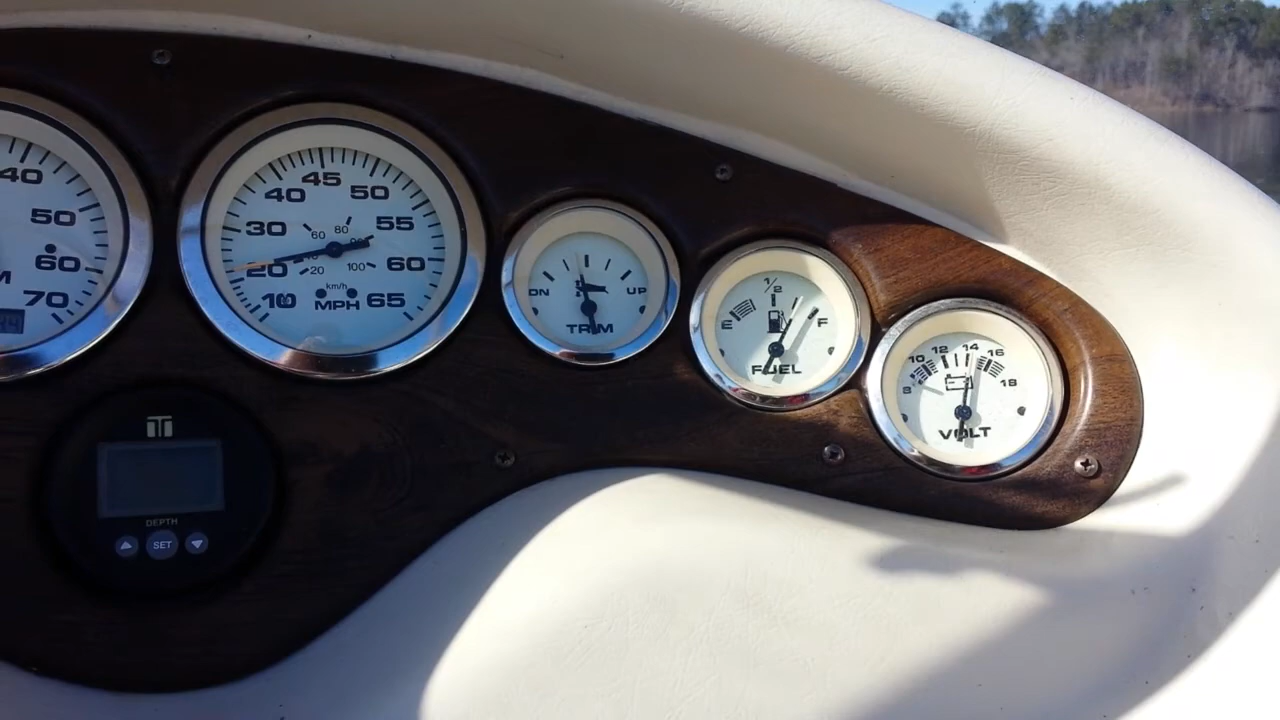 40
50
60
70
45
40 50
30 55
20 60
10 65
60 80
20 100
km/h
MPH
DN UP
TRIM
1/2
E F
FUEL
8 10 12 14 16 18
VOLT
DEPTH
SET